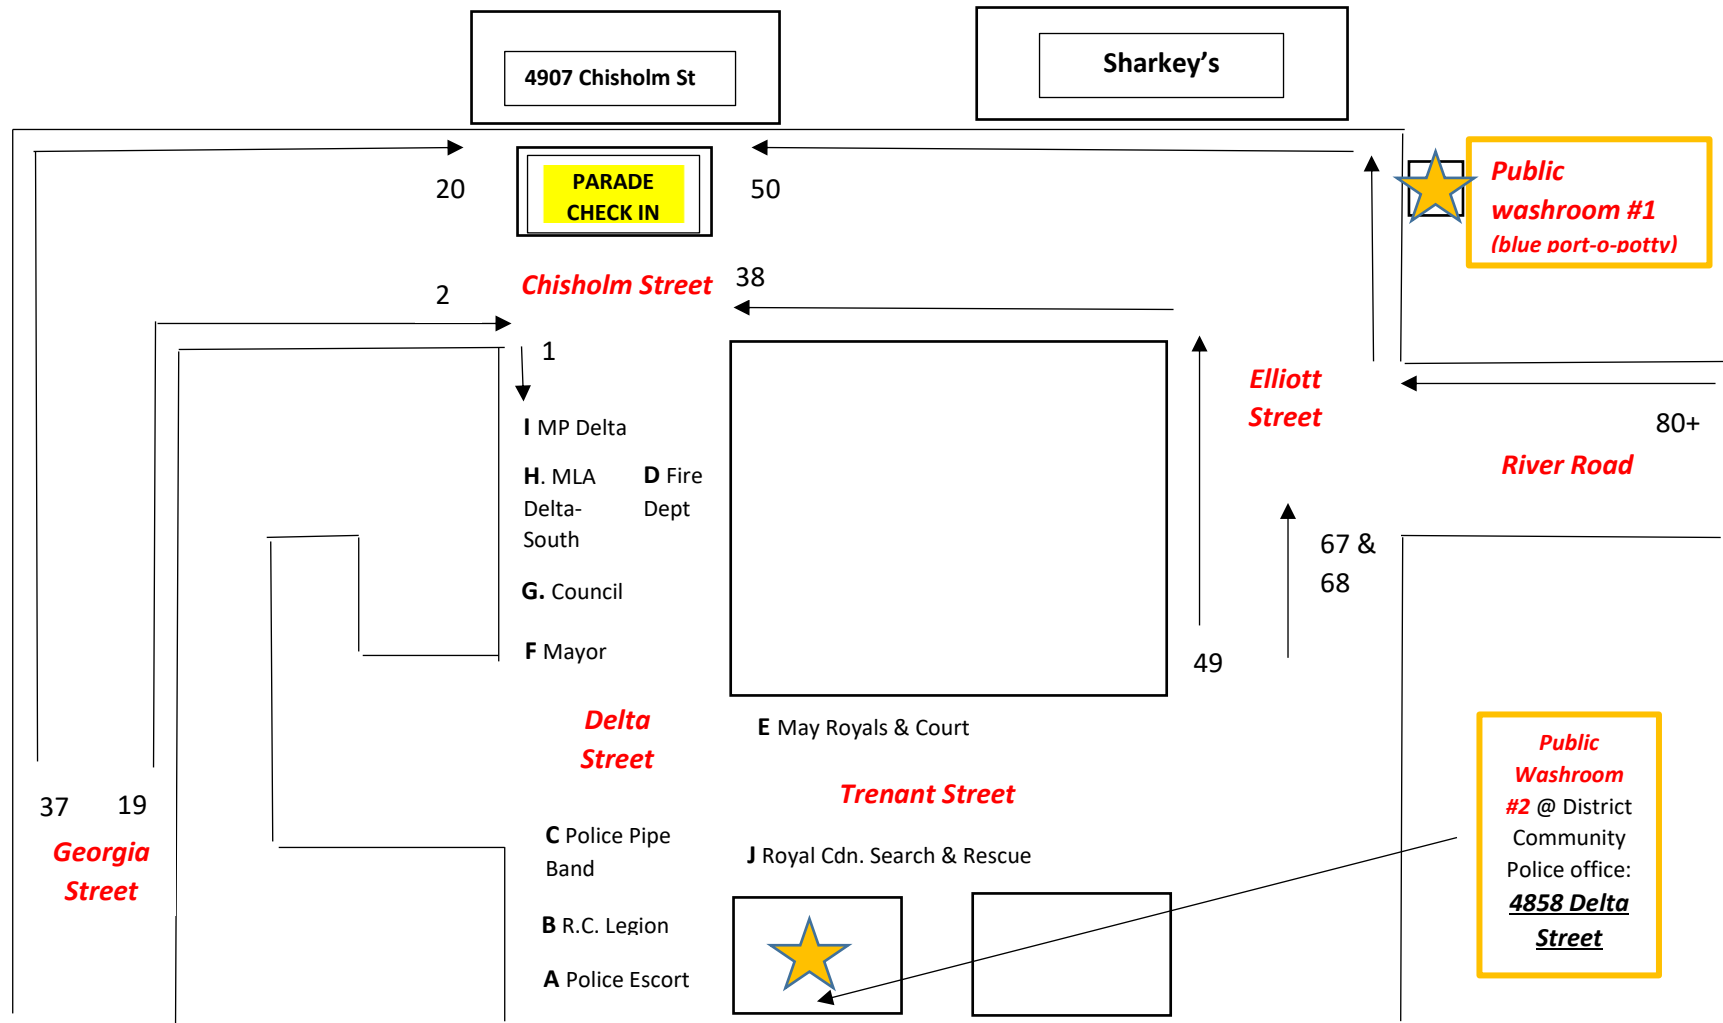 4907 Chisholm St
Sharkey’s
PARADE
CHECK IN
20
50
Public
washroom #1
(blue port-o-potty)
Chisholm Street
38
2
1
Elliott
Street
80+
River Road
I MP Delta
H. MLA
Delta-
South
D Fire
Dept
67 &
68
G. Council
F Mayor
49
Delta
Street
E May Royals & Court
Trenant Street
37
19
Georgia
Street
C Police Pipe
Band
J Royal Cdn. Search & Rescue
B R.C. Legion
A Police Escort
Public
Washroom
#2 @ District
Community
Police office:
4858 Delta
Street